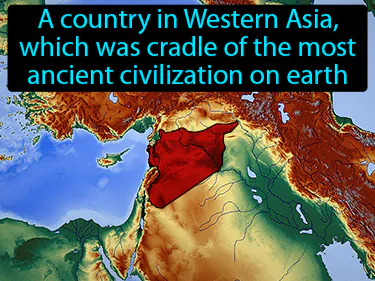 A country in Western Asia,
which was cradle of the most
ancient civilization on earth